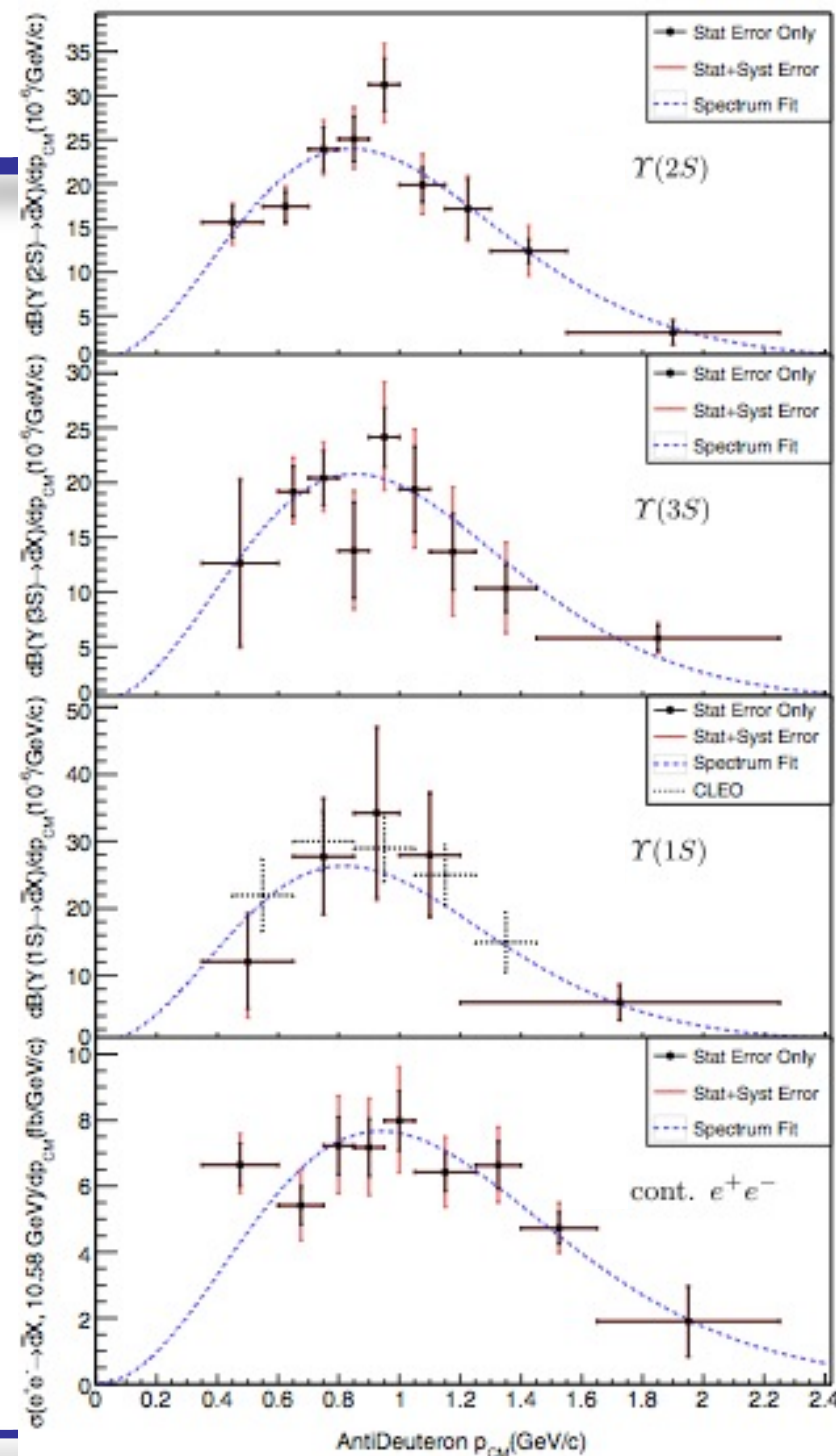 dB(Υ(2S)→d̅X)/dp_CM(10⁻⁶/GeV/c)
35
30
25
20
15
10
5
0
Stat Error Only
Stat+Syst Error
Spectrum Fit
ϒ(2S)
dB(Υ(3S)→d̅X)/dp_CM(10⁻⁶/GeV/c)
30
25
20
15
10
5
0
Stat Error Only
Stat+Syst Error
Spectrum Fit
ϒ(3S)
dB(Υ(1S)→d̅X)/dp_CM(10⁻⁶/GeV/c)
50
40
30
20
10
0
Stat Error Only
Stat+Syst Error
Spectrum Fit
CLEO
ϒ(1S)
σ(e⁺e⁻→d̅X, 10.58 GeV)/dp_CM(fb/GeV/c)
10
8
6
4
2
0
Stat Error Only
Stat+Syst Error
Spectrum Fit
cont. e⁺e⁻
0 0.2 0.4 0.6 0.8 1 1.2 1.4 1.6 1.8 2 2.2 2.4
AntiDeuteron p_CM(GeV/c)